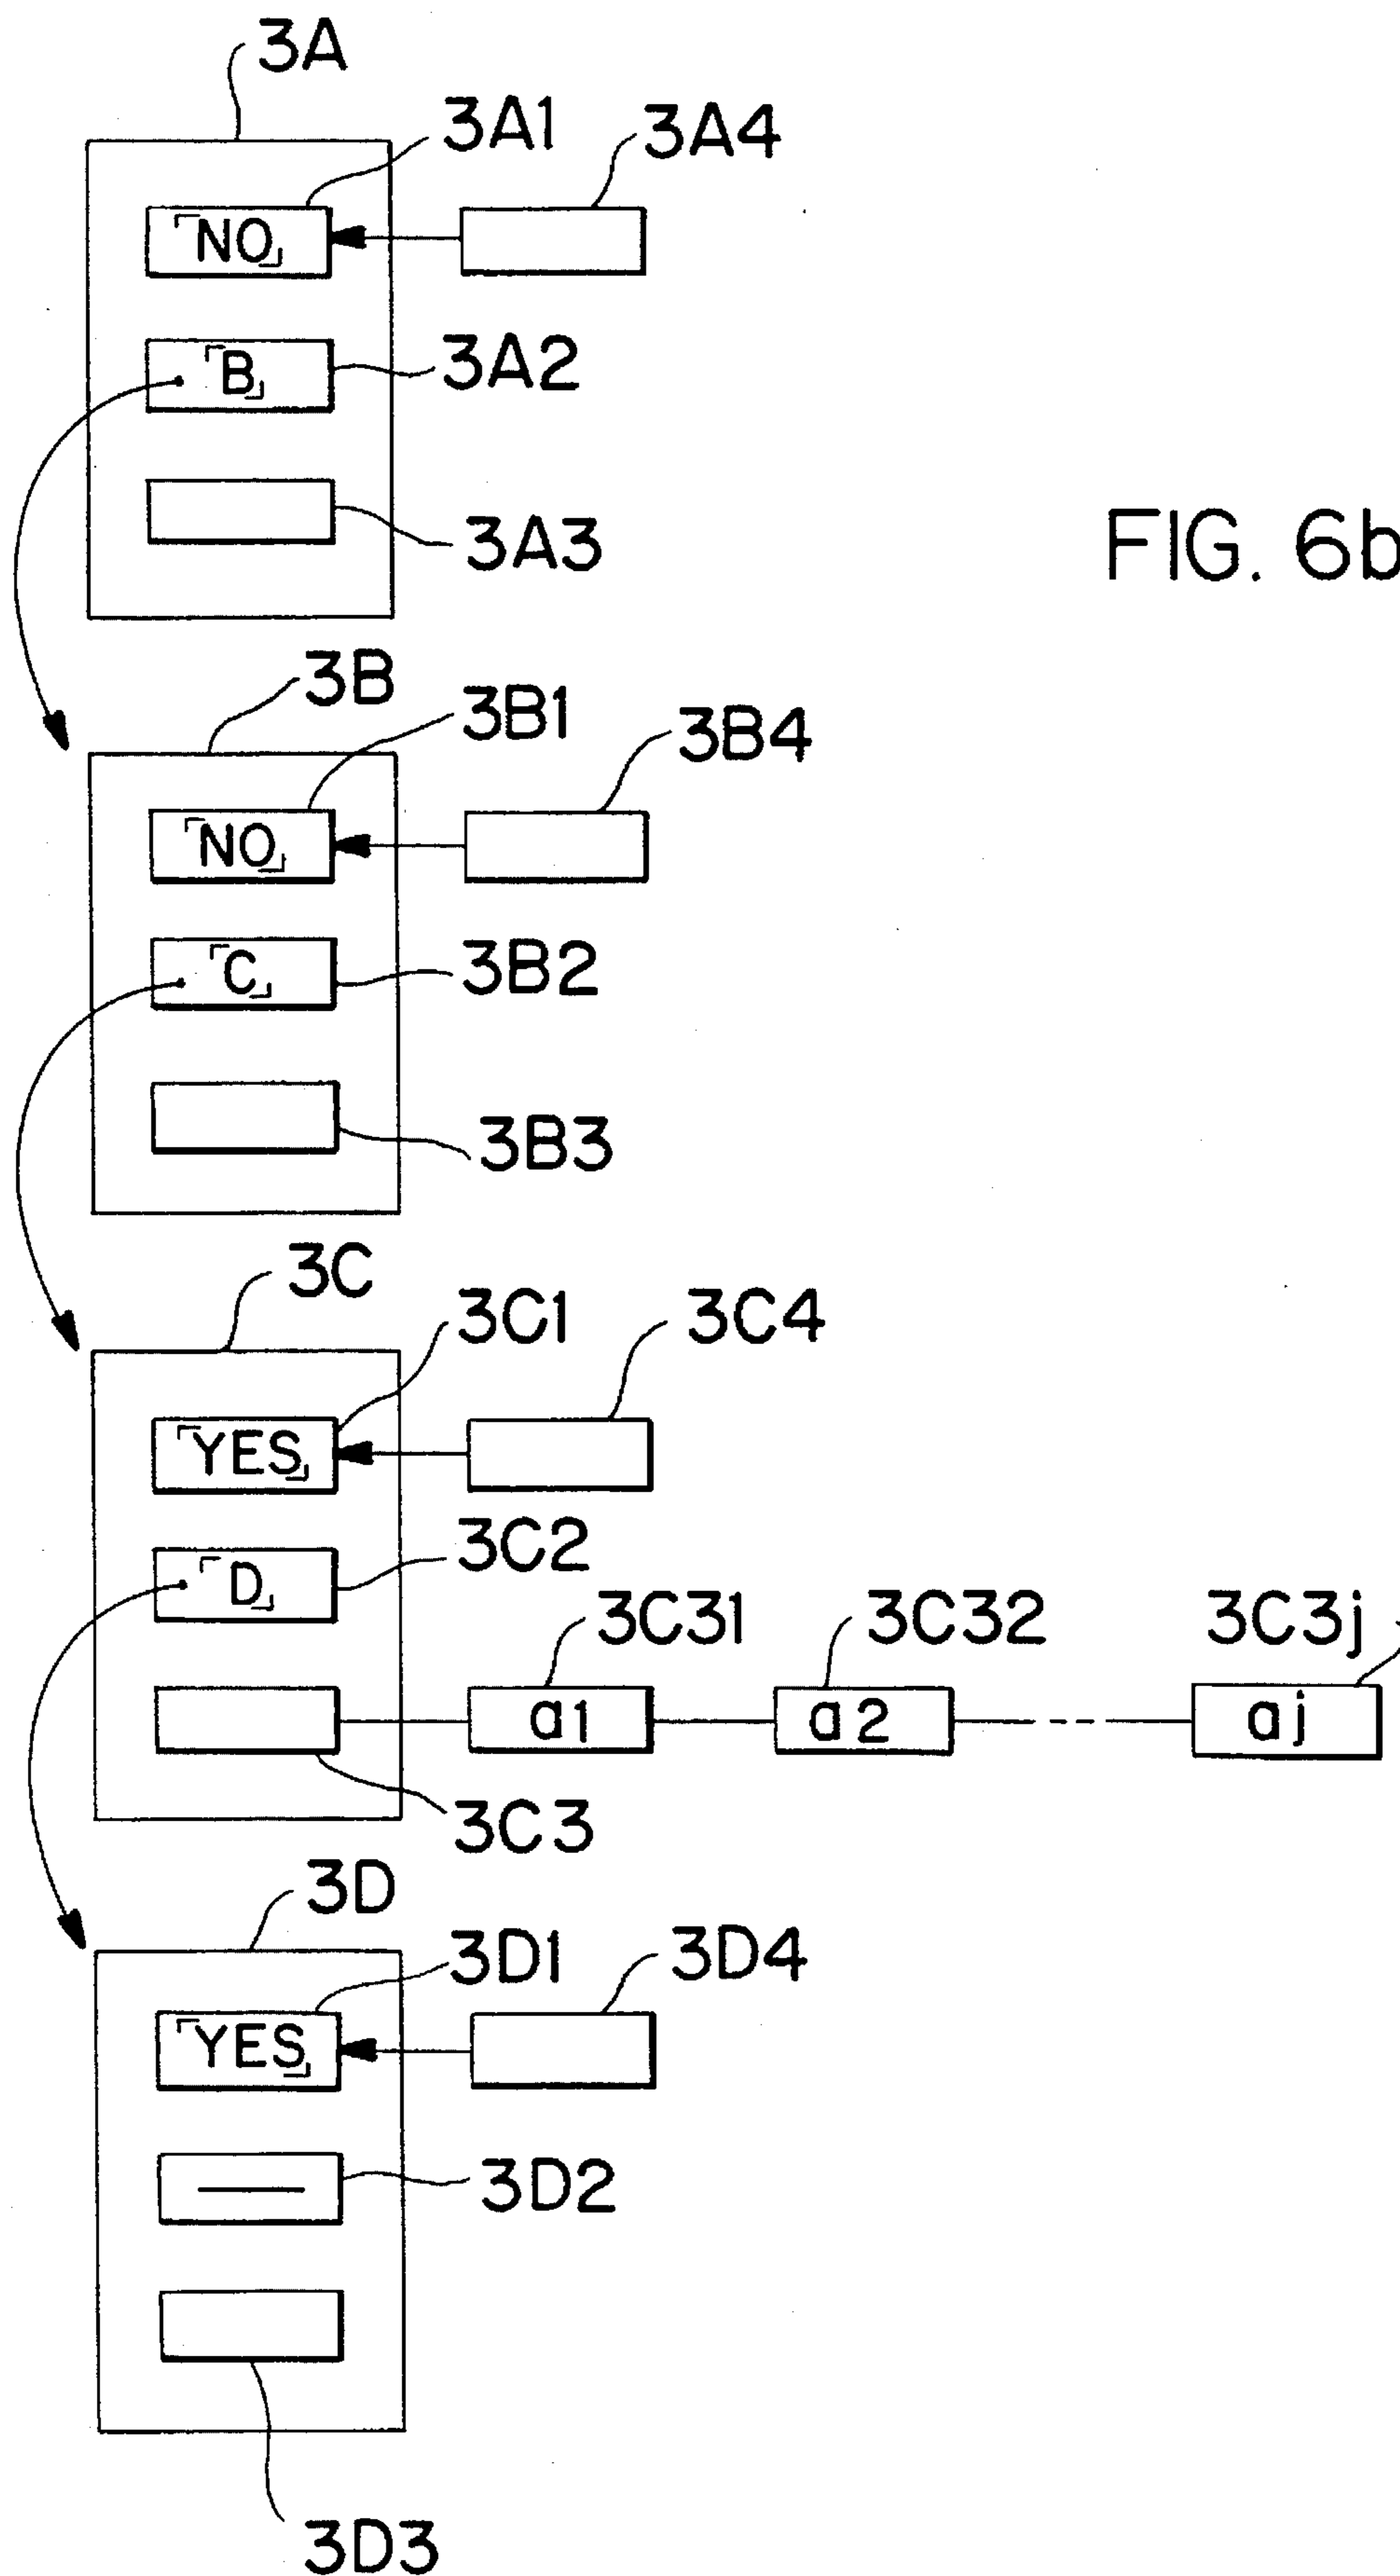 3A
3A1
3A4
「NO」
「B」
3A2
3A3
FIG. 6b
3B
3B1
3B4
「NO」
「C」
3B2
3B3
3C
3C1
3C4
「YES」
「D」
3C2
3C31
3C32
3C3j
a1
a2
aj
3C3
3D
3D1
3D4
「YES」
3D2
3D3